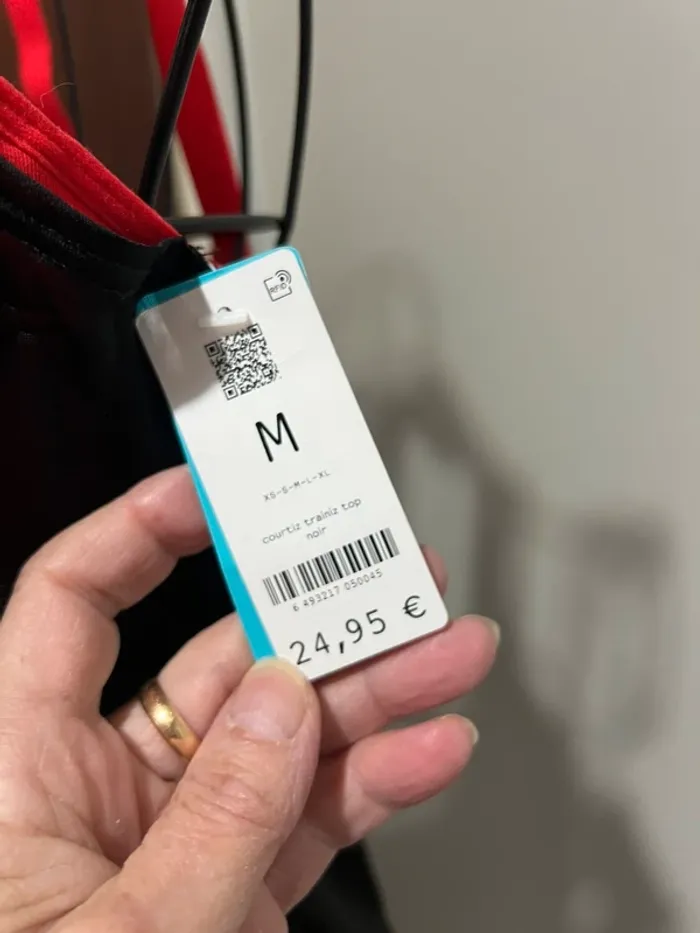 RFID
M
XS-S-M-L-XL
courtiz trainiz top
noir
6 493217 050045
24,95 €